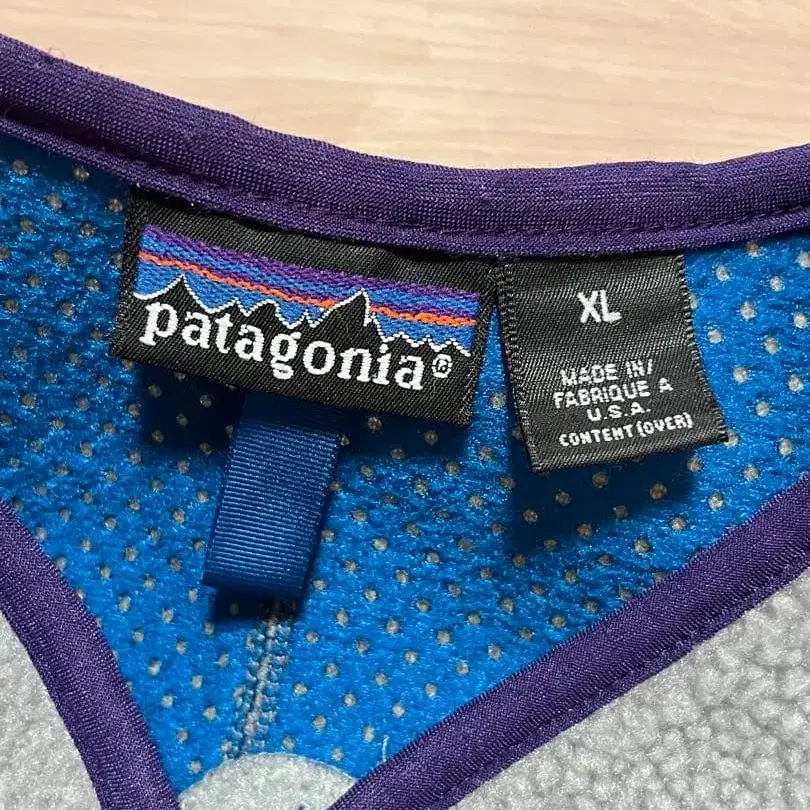 patagonia®
XL
MADE IN/
FABRIQUE A
U.S.A.
CONTENT (OVER)